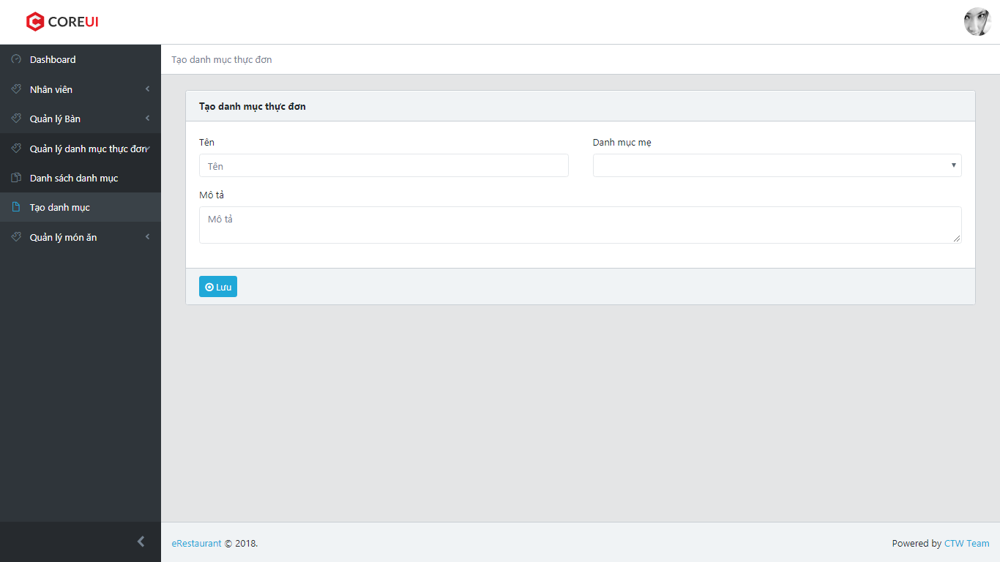 COREUI
Dashboard
Nhân viên
Quản lý Bàn
Quản lý danh mục thực đơn
Danh sách danh mục
Tạo danh mục
Quản lý món ăn
Tạo danh mục thực đơn
Tạo danh mục thực đơn
Tên
Danh mục mẹ
Tên
Mô tả
Mô tả
Lưu
eRestaurant © 2018.
Powered by CTW Team